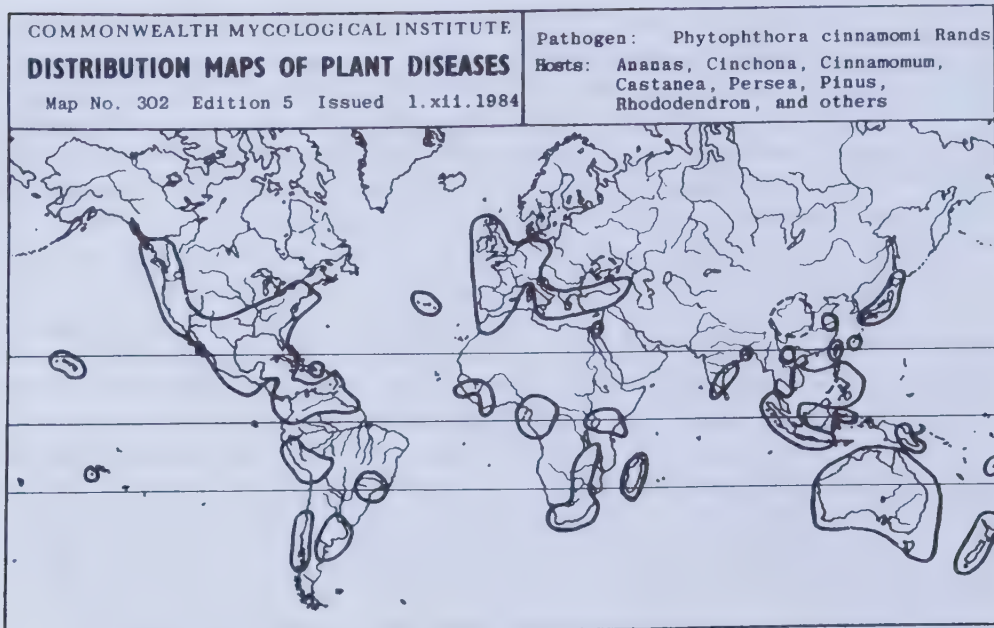 COMMONWEALTH MYCOLOGICAL INSTITUTE
DISTRIBUTION MAPS OF PLANT DISEASES
Map No. 302 Edition 5 Issued 1.xii.1984
Pathogen: Phytophthora cinnamomi Rands
Hosts: Ananas, Cinchona, Cinnamomum,
Castanea, Persea, Pinus,
Rhododendron, and others